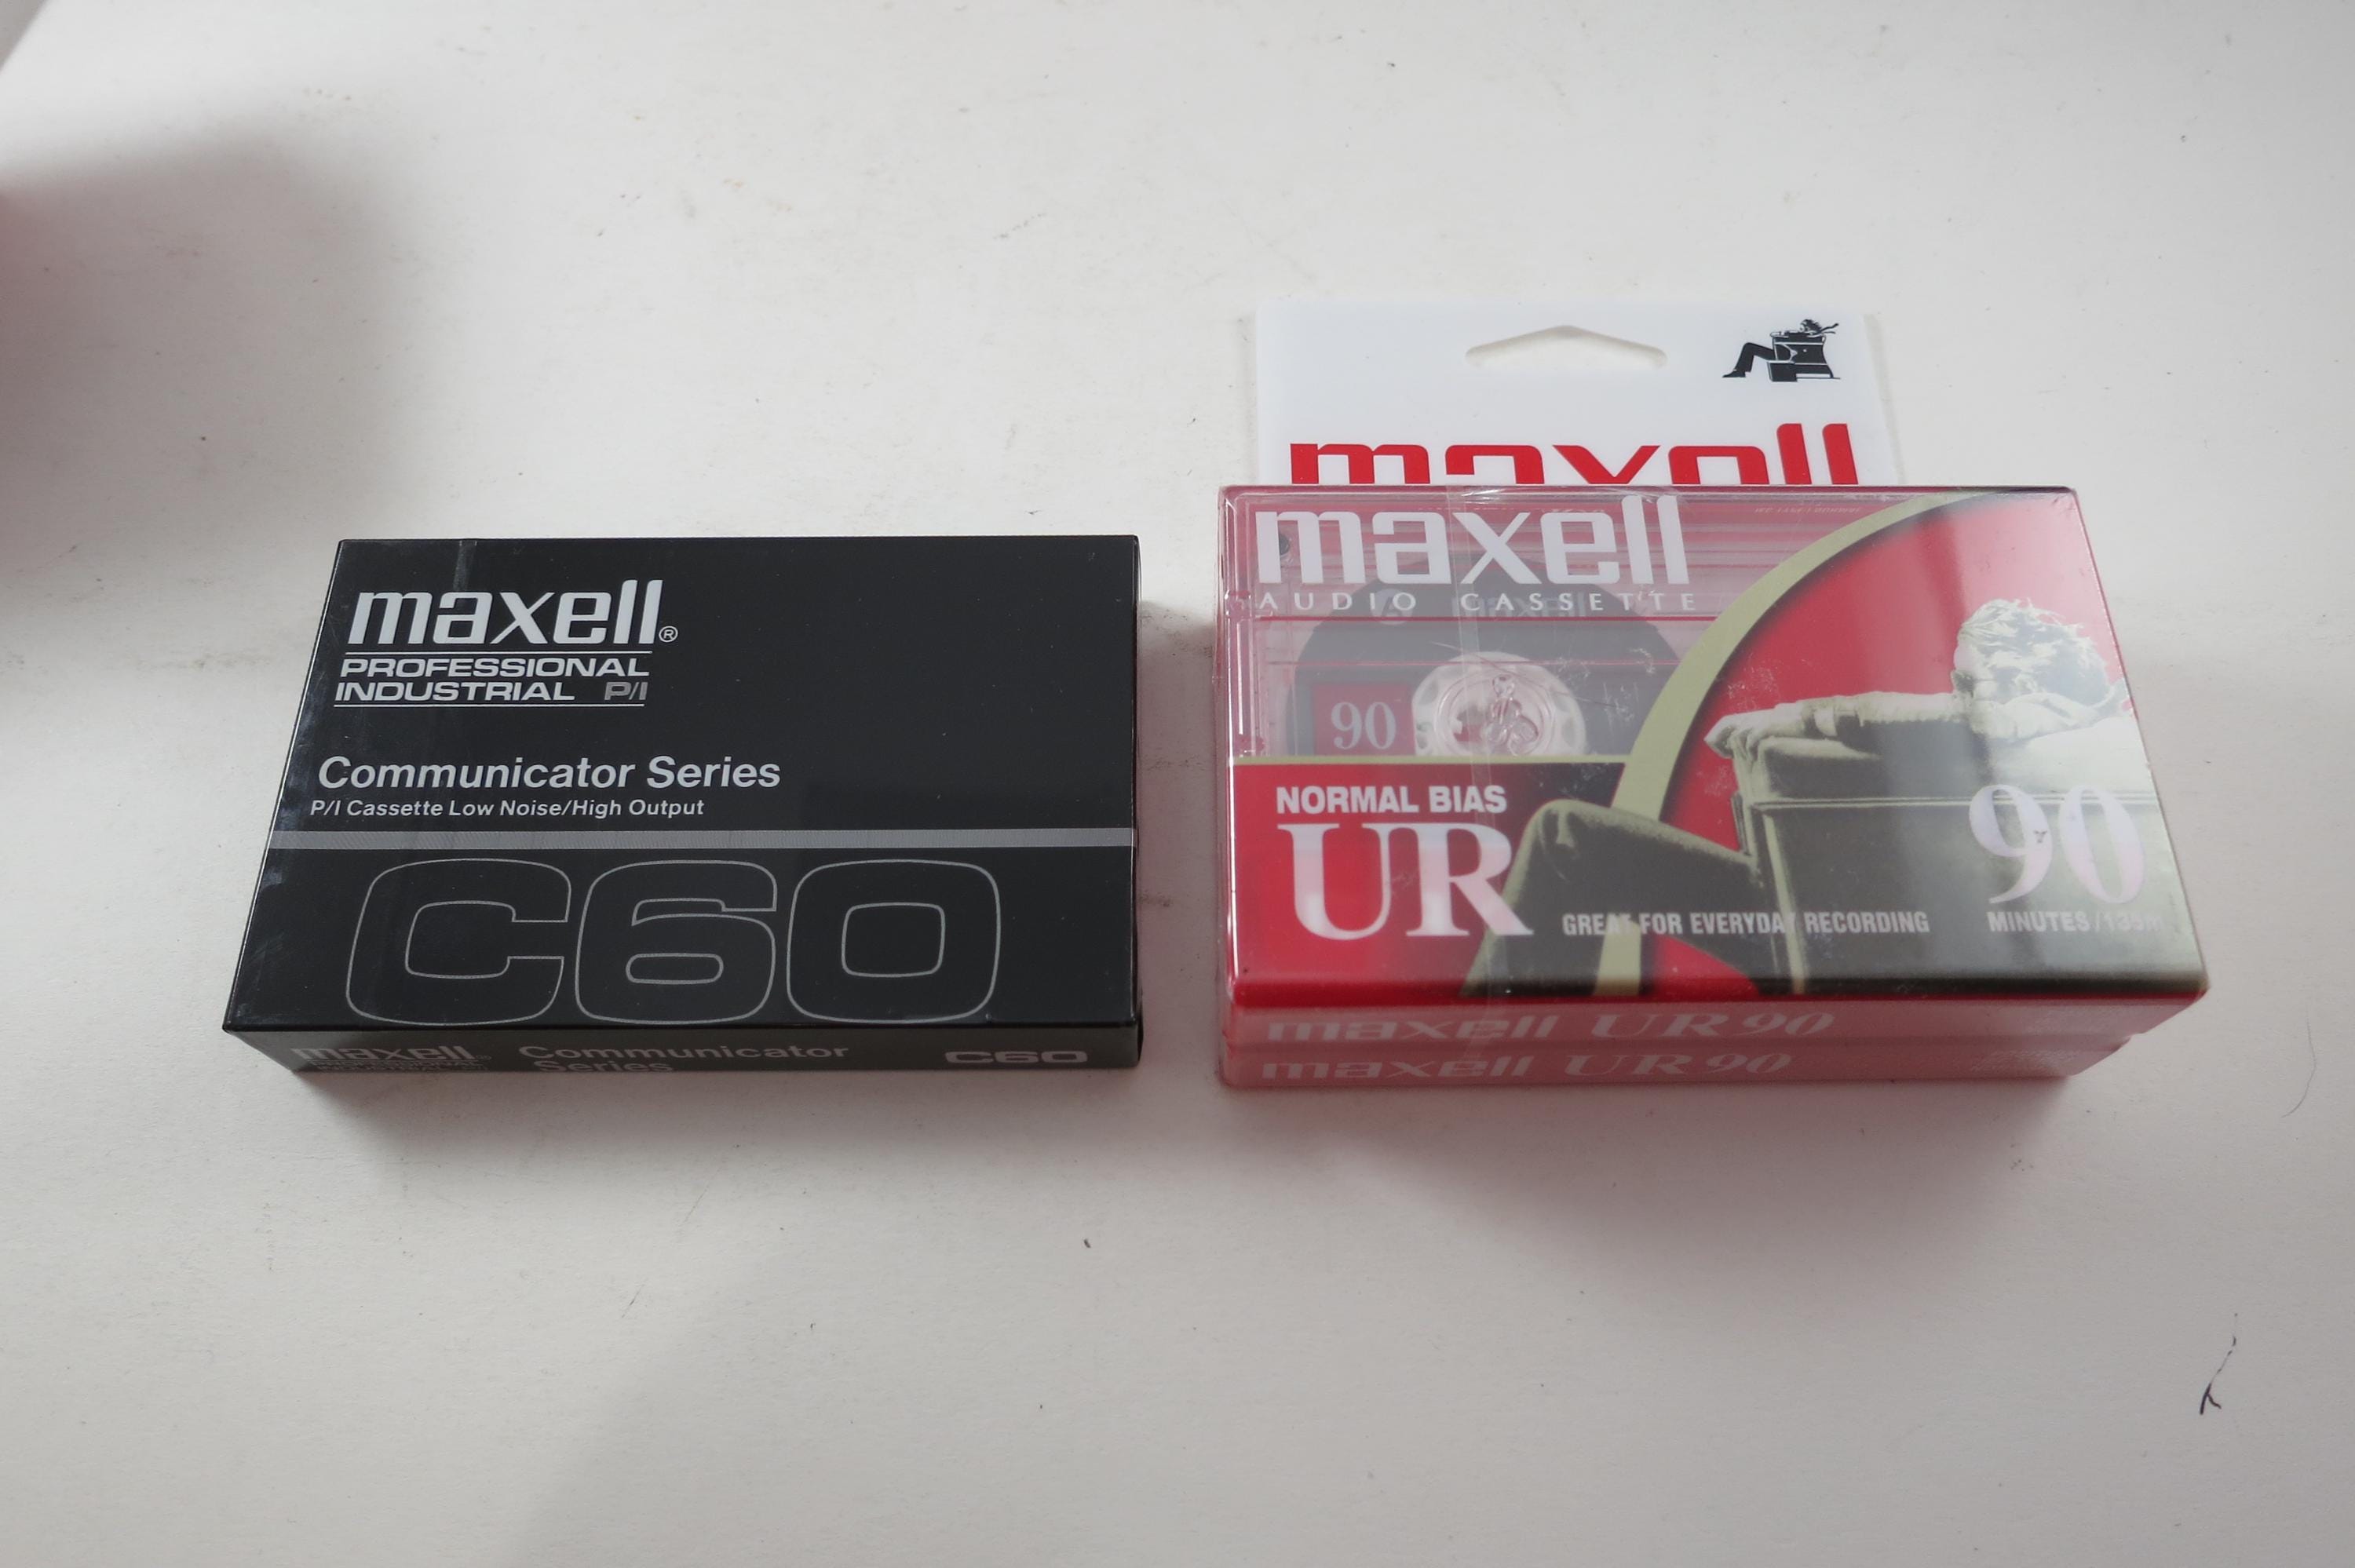 maxell®
PROFESSIONAL
INDUSTRIAL P/I
Communicator Series
P/I Cassette Low Noise/High Output
C60
maxell® Communicator C60
Series
maxell
maxell
AUDIO CASSETTE
90
NORMAL BIAS
UR
GREAT FOR EVERYDAY RECORDING
90
MINUTES/135m
maxell UR90
maxell UR90